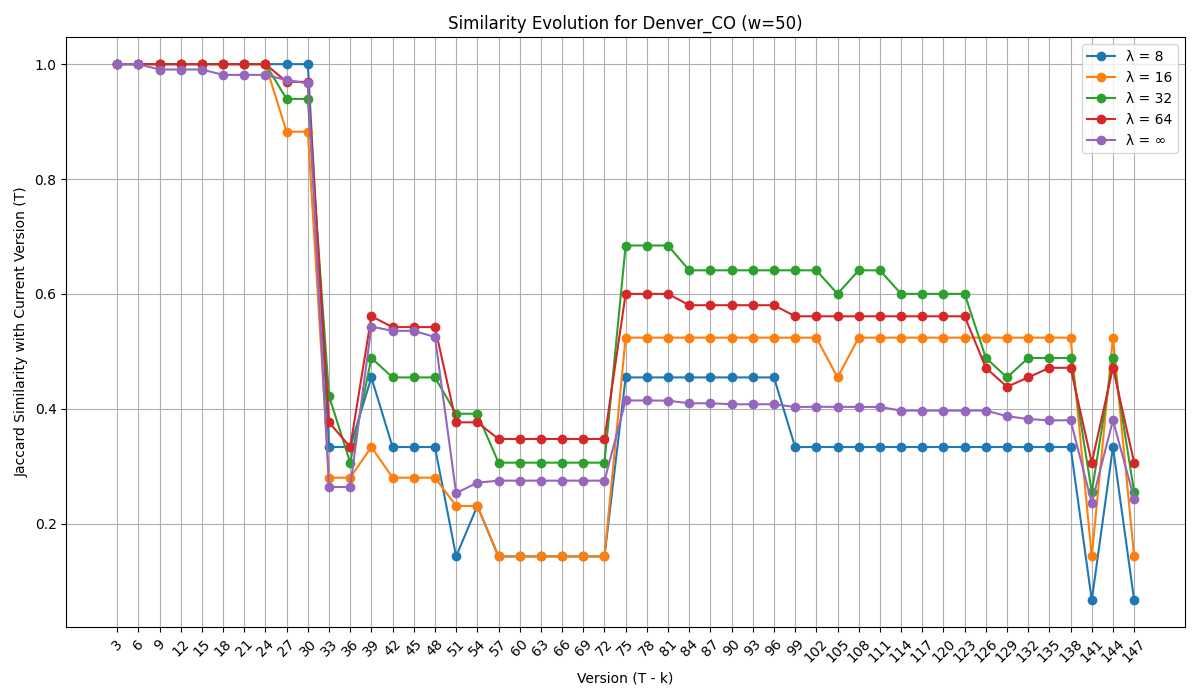 Similarity Evolution for Denver_CO (w=50)
Jaccard Similarity with Current Version (T)
1.0
0.8
0.6
0.4
0.2
λ = 8
λ = 16
λ = 32
λ = 64
λ = ∞
3 6 9 12 15 18 21 24 27 30 33 36 39 42 45 48 51 54 57 60 63 66 69 72 75 78 81 84 87 90 93 96 99 102 105 108 111 114 117 120 123 126 129 132 135 138 141 144 147
Version (T - k)